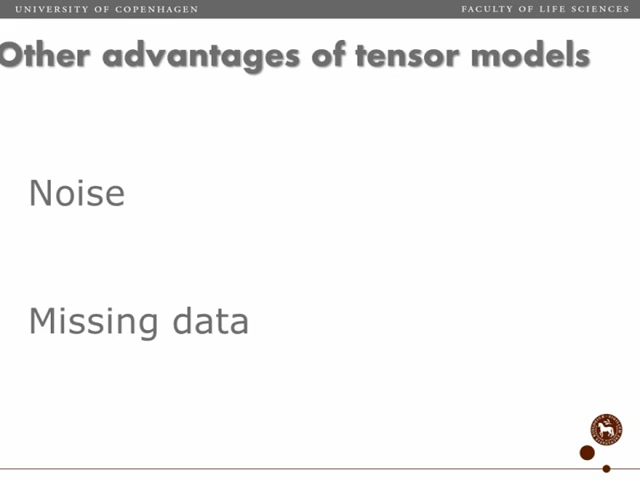 UNIVERSITY OF COPENHAGEN
FACULTY OF LIFE SCIENCES
Other advantages of tensor models
Noise
Missing data